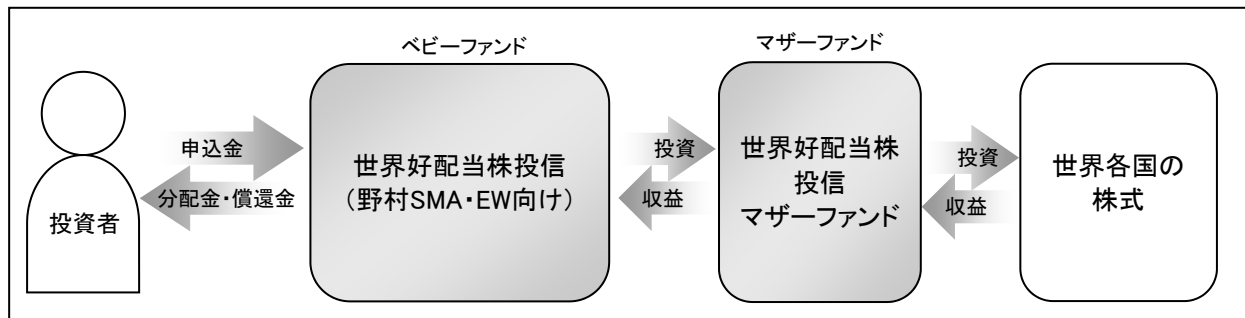 ベビーファンド
マザーファンド
投資者
申込金
分配金・償還金
世界好配当株投信
（野村SMA・EW向け）
投資
収益
世界好配当株
投信
マザーファンド
投資
収益
世界各国の
株式